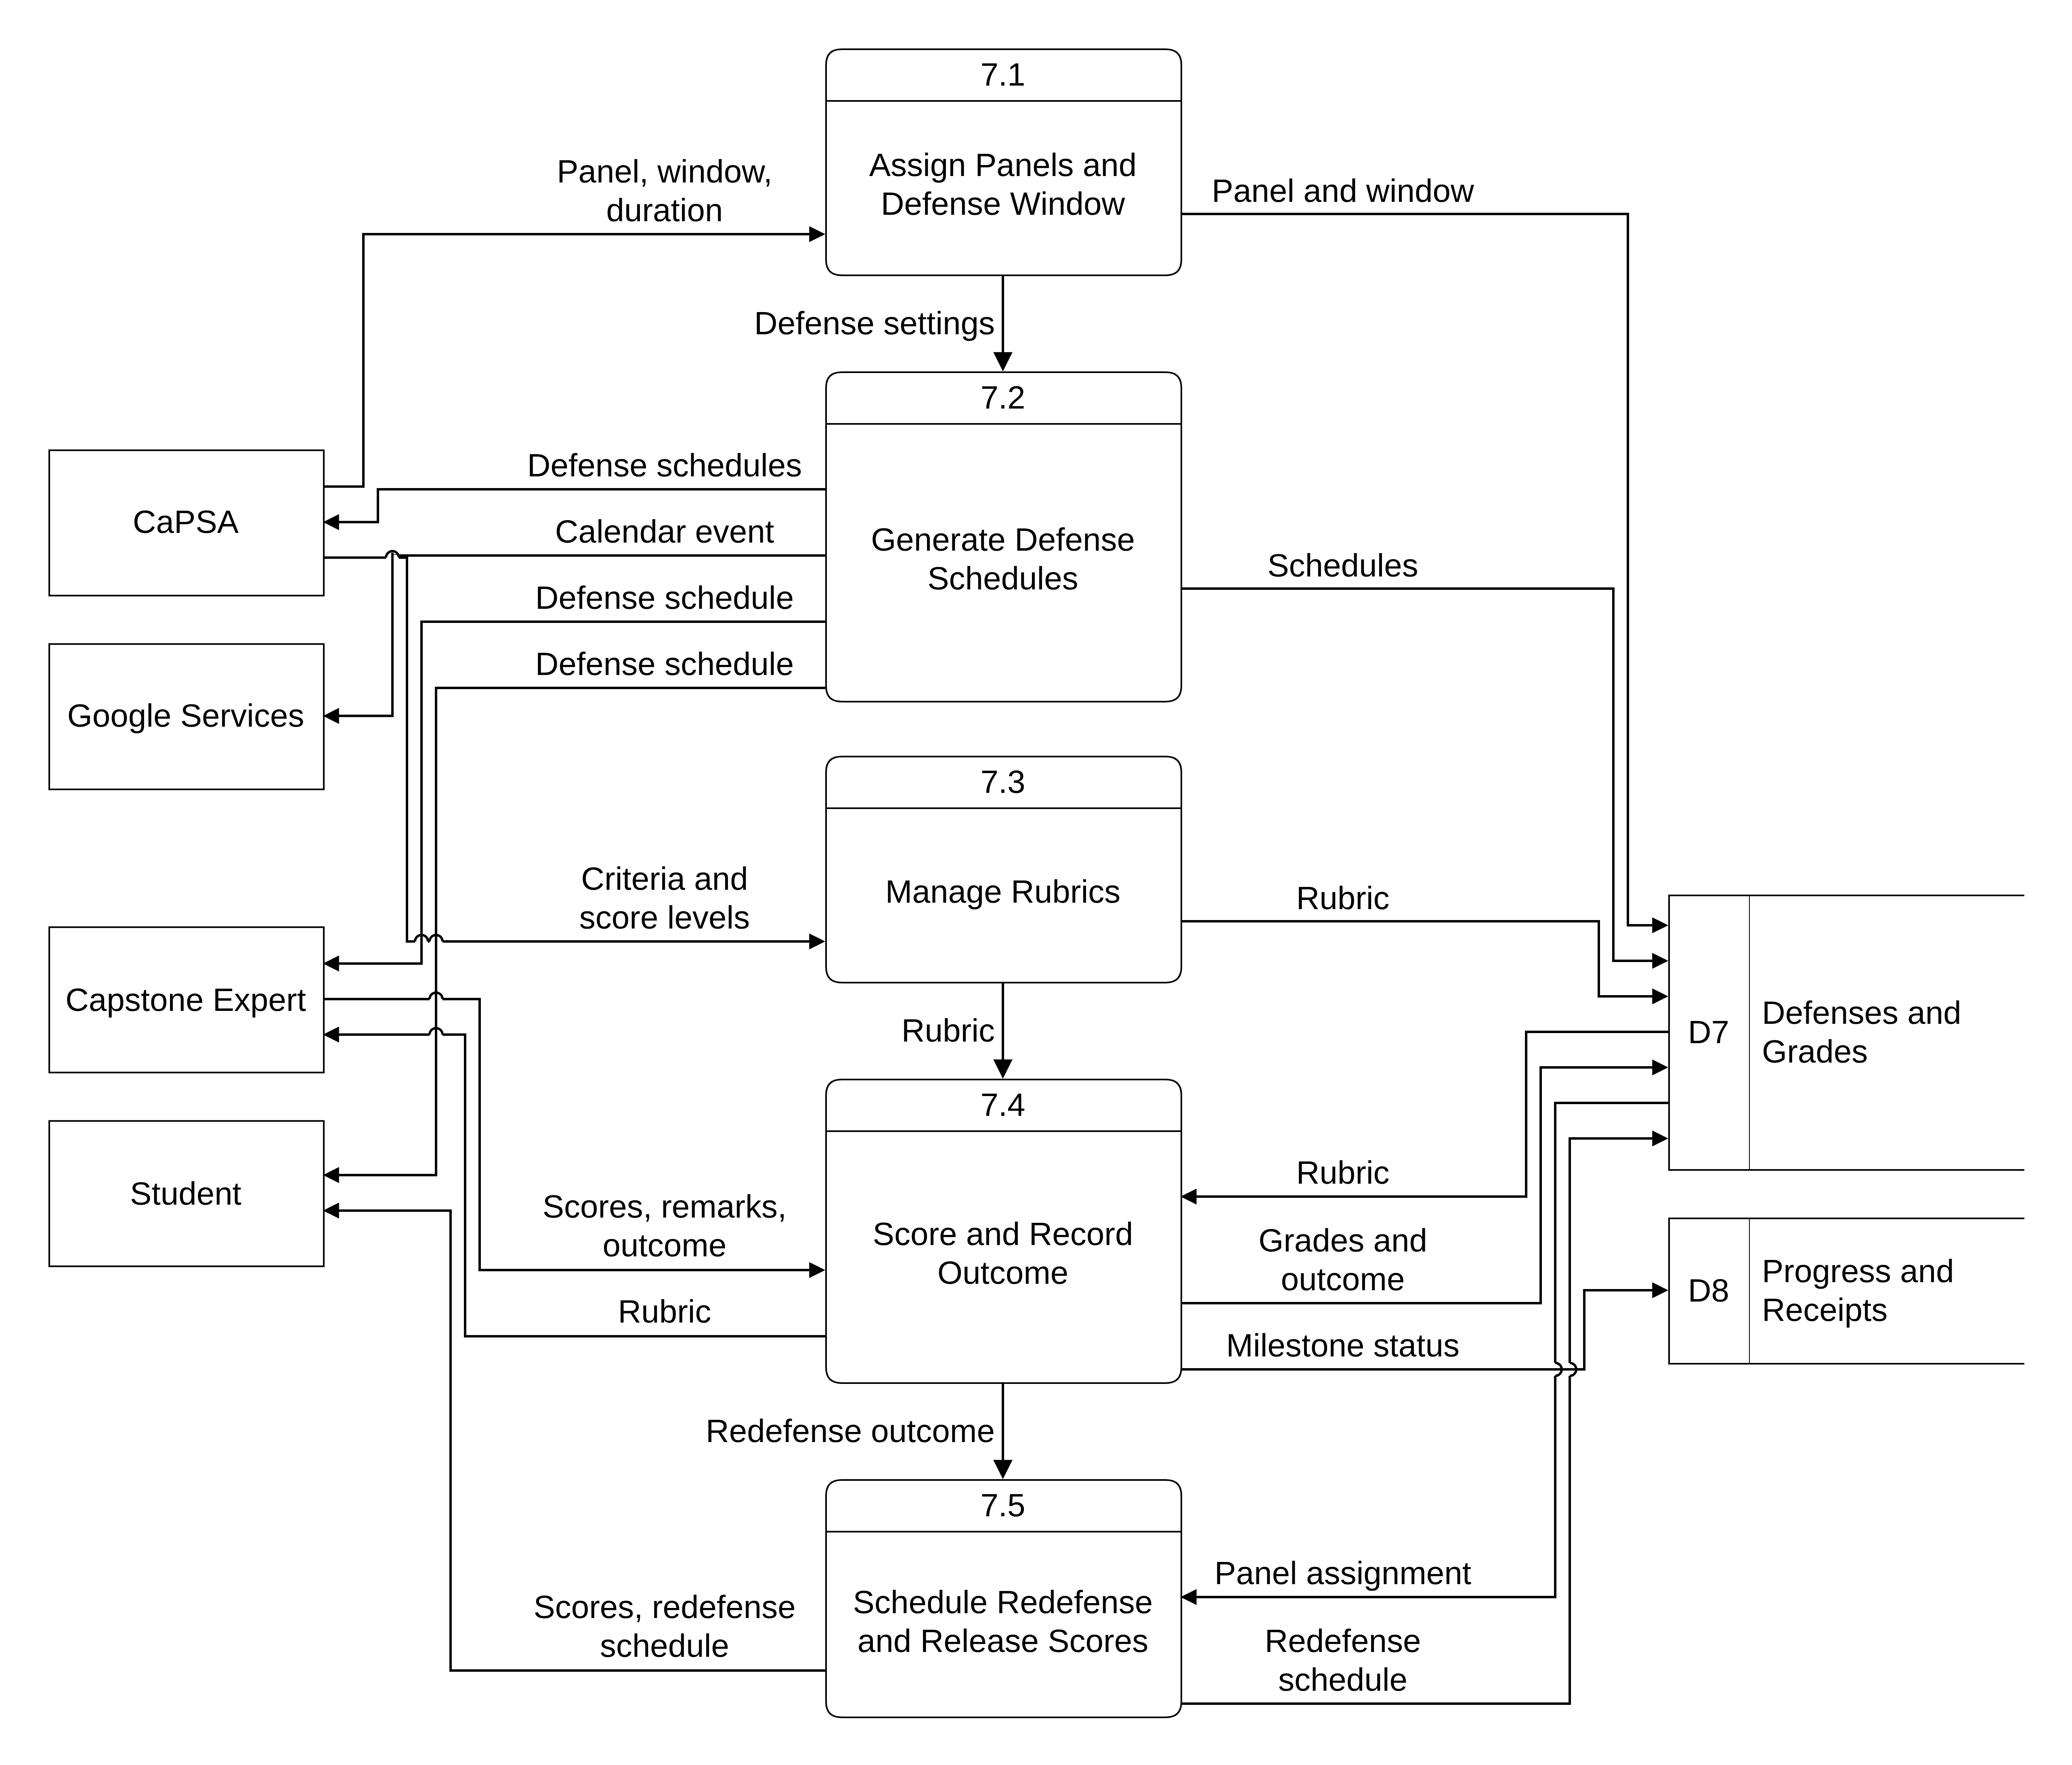 7.1
Assign Panels and
Defense Window
Panel, window,
duration
Panel and window
Defense settings
7.2
Generate Defense
Schedules
Defense schedules
CaPSA
Calendar event
Schedules
Defense schedule
Defense schedule
Google Services
7.3
Manage Rubrics
Criteria and
score levels
Rubric
Capstone Expert
D7
Defenses and
Grades
Rubric
7.4
Score and Record
Outcome
Student
Scores, remarks,
outcome
Rubric
Rubric
Grades and
outcome
Milestone status
D8
Progress and
Receipts
Redefense outcome
7.5
Schedule Redefense
and Release Scores
Panel assignment
Scores, redefense
schedule
Redefense
schedule